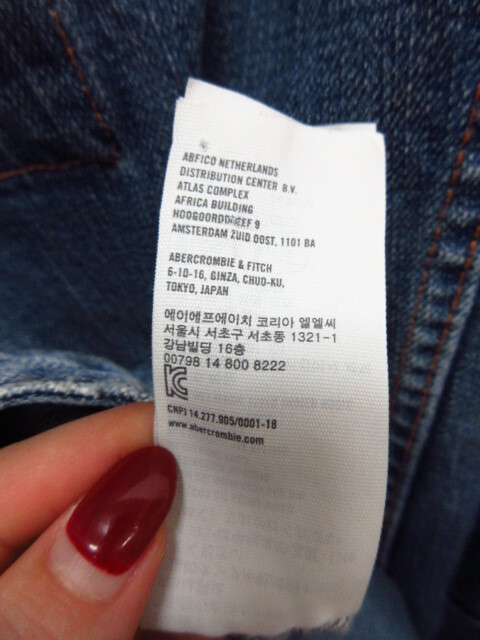 ABFICO NETHERLANDS
DISTRIBUTION CENTER B.V.
ATLAS COMPLEX
AFRICA BUILDING
HOOGOORDDREEF 9
AMSTERDAM ZUID OOST, 1101 BA
ABERCROMBIE & FITCH
6-10-16, GINZA, CHUO-KU,
TOKYO, JAPAN
에이에프에이치 코리아 엘엘씨
서울시 서초구 서초동 1321-1
강남빌딩 16층
00798 14 800 8222
KC
CNPJ 14.277.905/0001-18
www.abercrombie.com